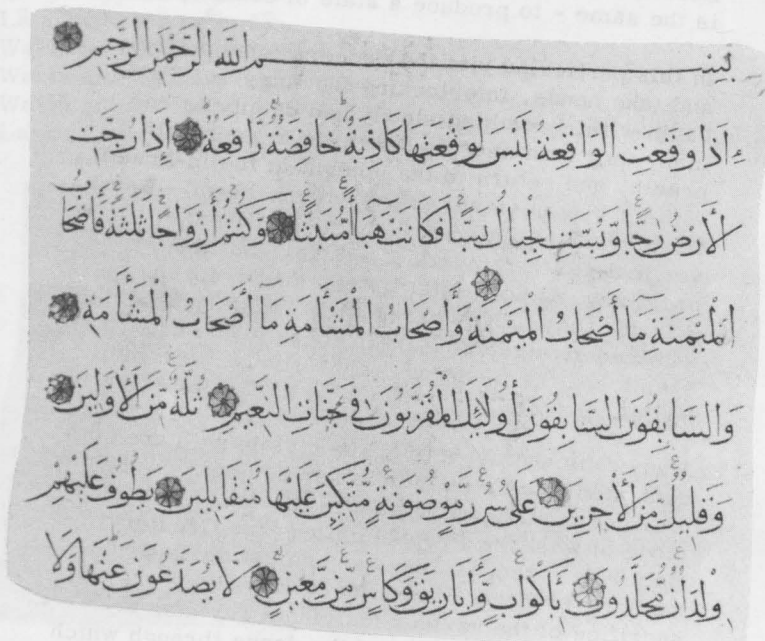 بسم الله الرحمن الرحيم
إذا وقعت الواقعة ليس لوقعتها كاذبة خافضة رافعة إذا رجت
الأرض رجا وبست الجبال بسا فكانت هباء منبثا وكنتم أزواجا ثلثة فأصحاب
الميمنة ما أصحاب الميمنة وأصحاب المشأمة ما أصحاب المشأمة
والسابقون السابقون أولئك المقربون في جنات النعيم ثلة من الأولين
وقليل من الآخرين على سرر موضونة متكين عليها متقابلين يطوف عليهم
ولدان مخلدون بأكواب وأباريق وكأس من معين لا يصدعون عنها ولا